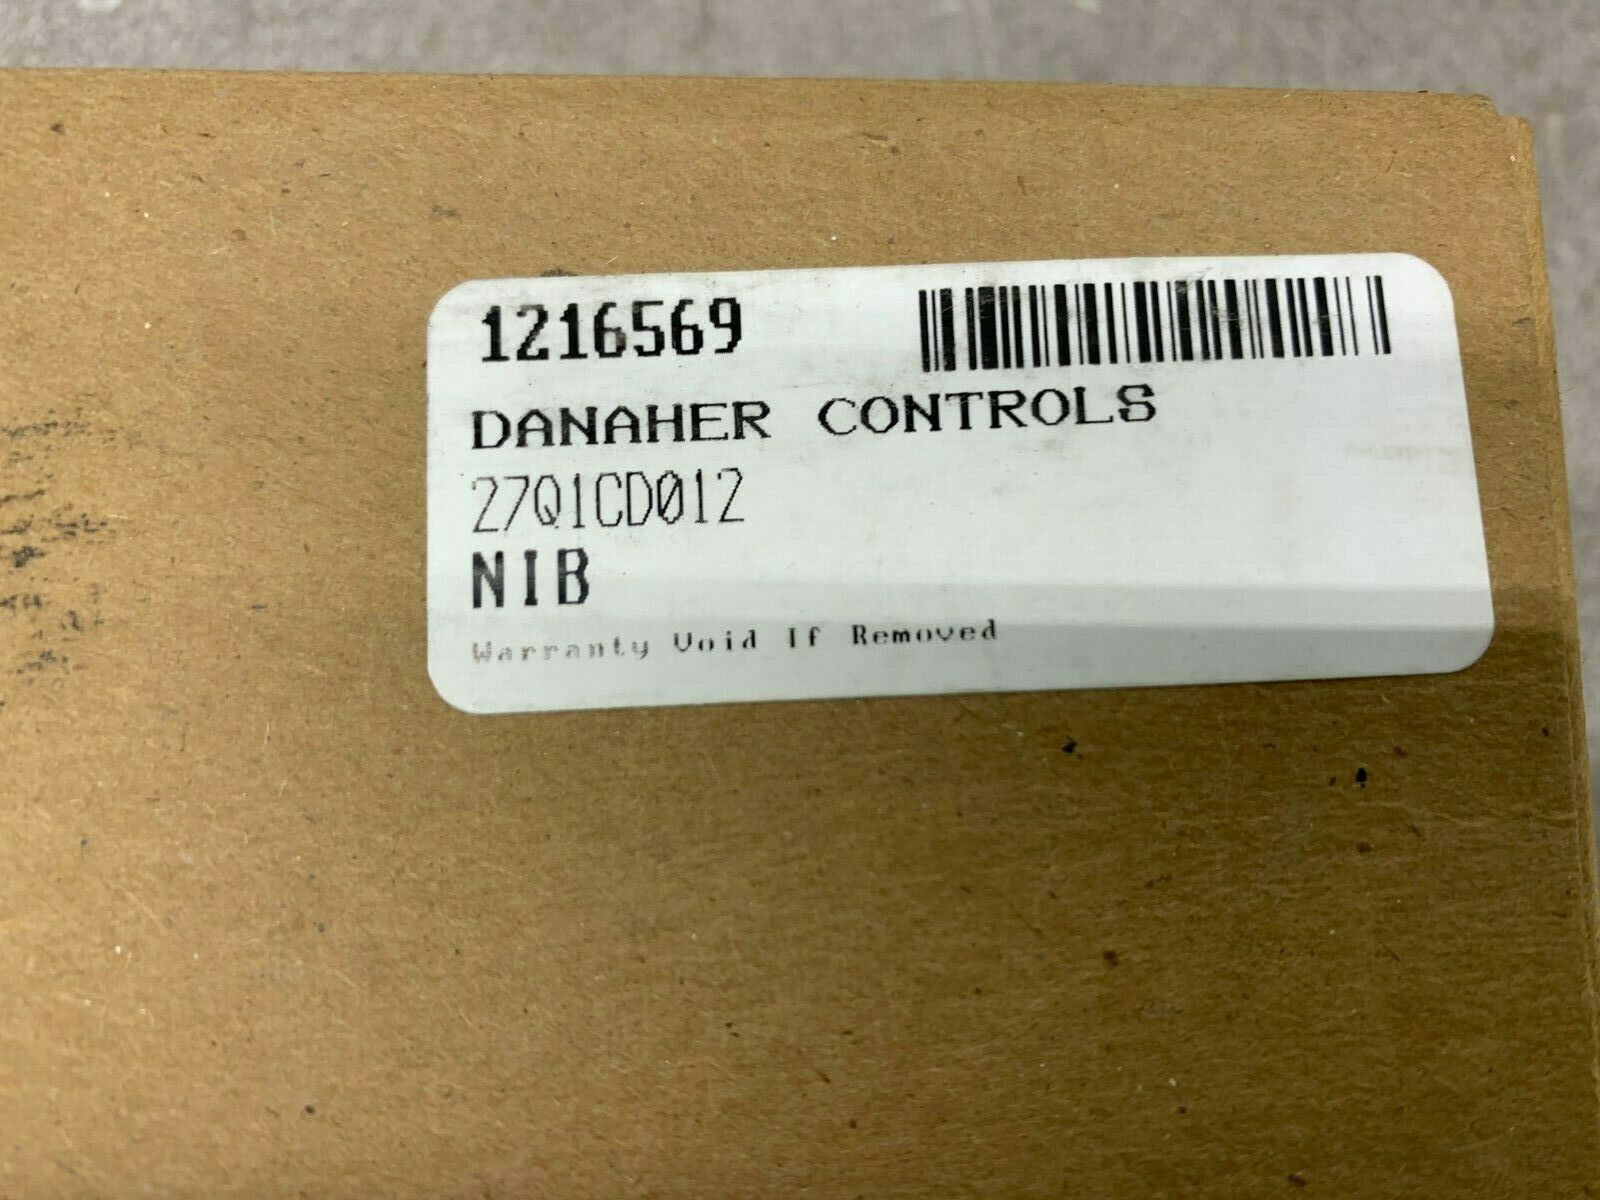 1216569
DANAHER CONTROLS
27Q1CD012
NIB
Warranty Void If Removed